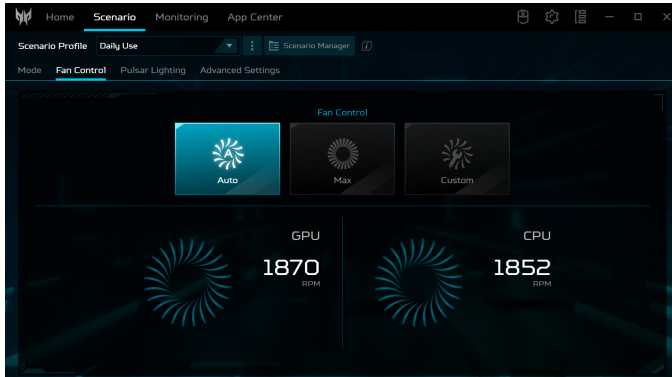 Home Scenario Monitoring App Center
Scenario Profile Daily Use Scenario Manager
Mode Fan Control Pulsar Lighting Advanced Settings
Fan Control
Auto Max Custom
GPU CPU
1870 1852
RPM RPM